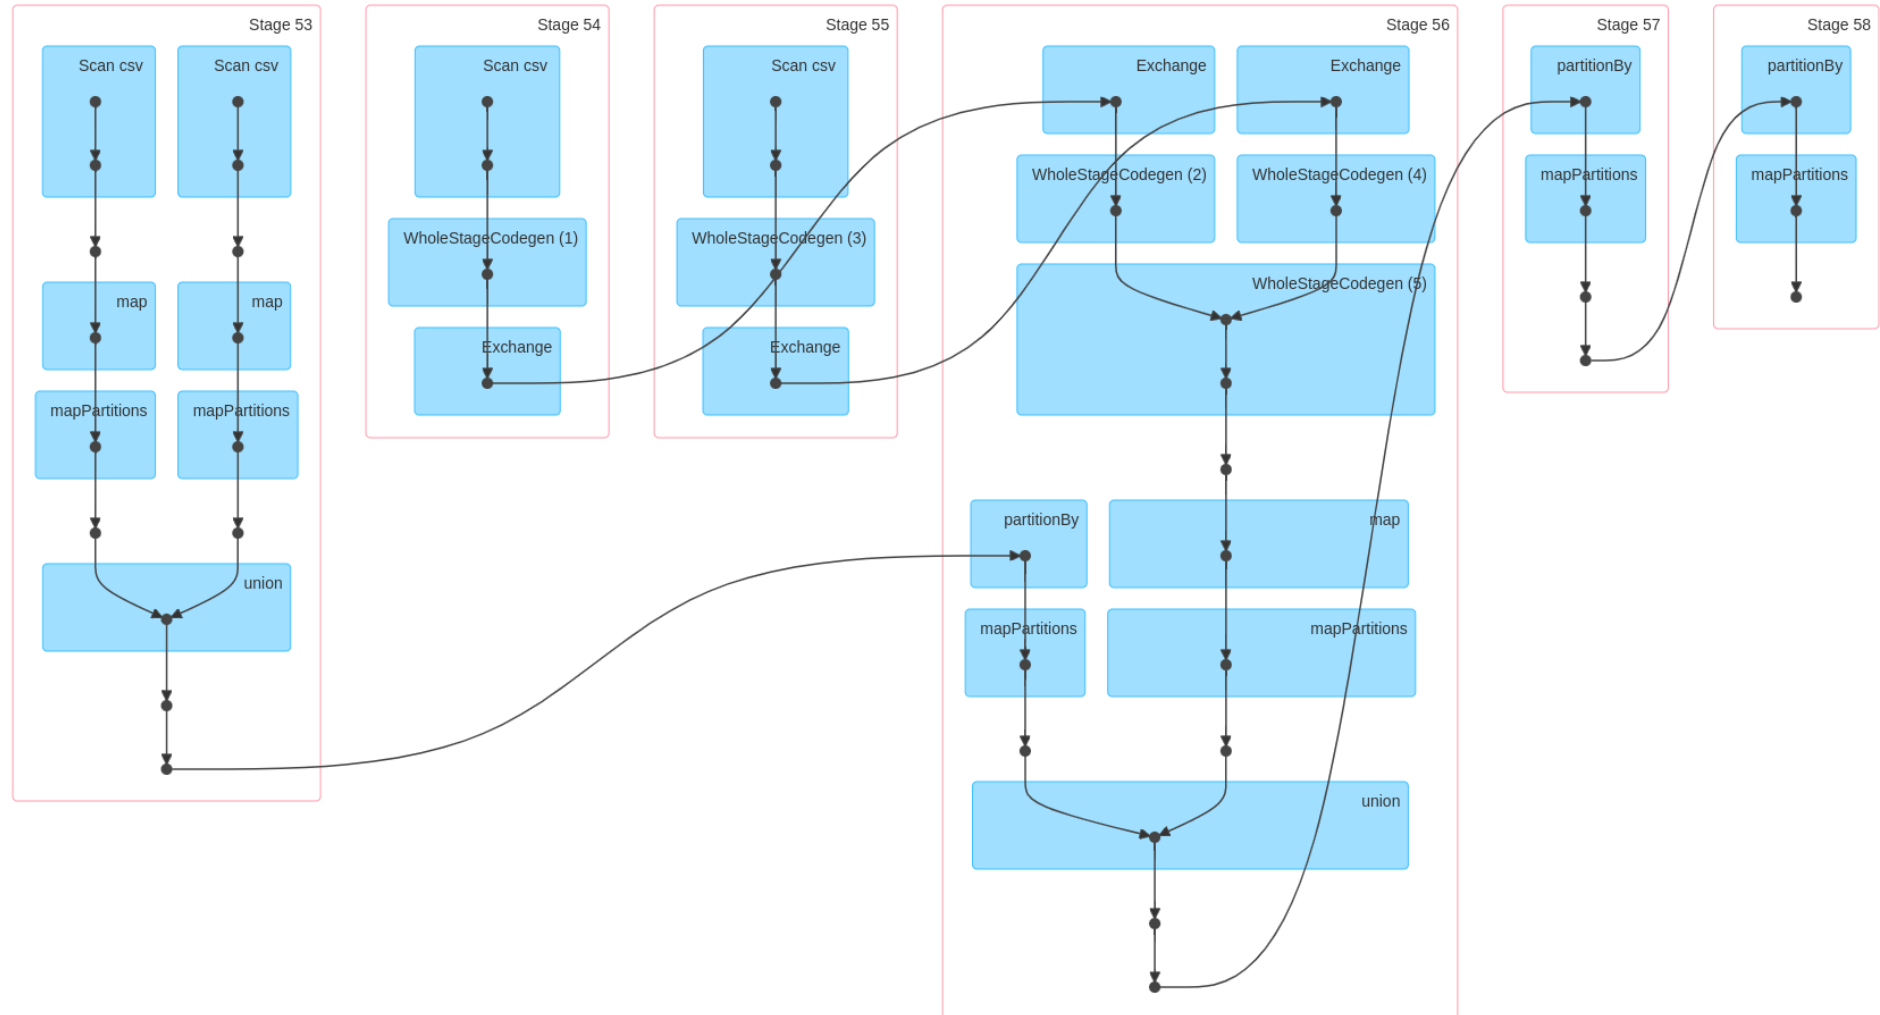 Stage 53
Scan csv
Scan csv
map
map
mapPartitions
mapPartitions
union
Stage 54
Scan csv
WholeStageCodegen (1)
Exchange
Stage 55
Scan csv
WholeStageCodegen (3)
Exchange
Stage 56
Exchange
Exchange
WholeStageCodegen (2)
WholeStageCodegen (4)
WholeStageCodegen (5)
partitionBy
map
mapPartitions
mapPartitions
union
Stage 57
partitionBy
mapPartitions
Stage 58
partitionBy
mapPartitions